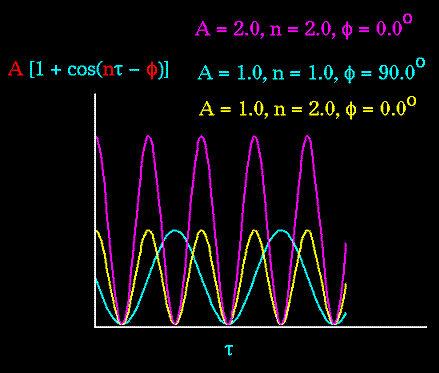 A = 2.0, n = 2.0, ϕ = 0.0°
A [1 + cos(nτ − ϕ)]
A = 1.0, n = 1.0, ϕ = 90.0°
A = 1.0, n = 2.0, ϕ = 0.0°
τ